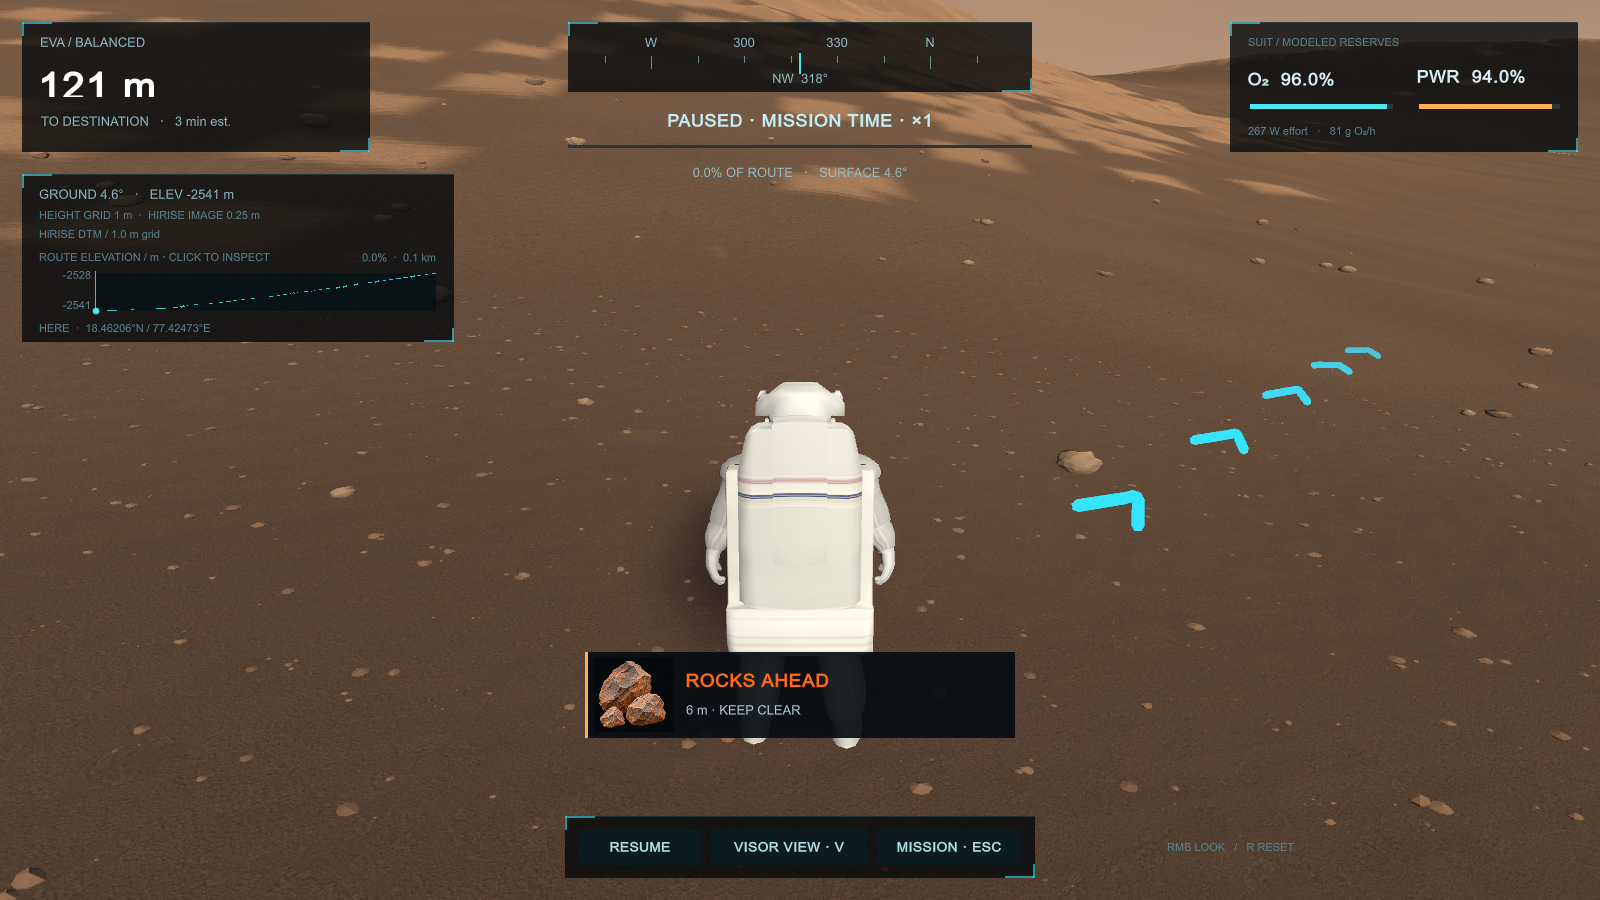 EVA / BALANCED
121 m
TO DESTINATION · 3 min est.
W 300 330 N
NW 318°
PAUSED · MISSION TIME · ×1
0.0% OF ROUTE · SURFACE 4.6°
SUIT / MODELED RESERVES
O₂ 96.0% PWR 94.0%
267 W effort · 81 g O₂/h
GROUND 4.6° · ELEV -2541 m
HEIGHT GRID 1 m · HIRISE IMAGE 0.25 m
HiRISE DTM / 1.0 m grid
ROUTE ELEVATION / m · CLICK TO INSPECT 0.0% · 0.1 km
-2528
-2541
HERE · 18.46206°N / 77.42473°E
ROCKS AHEAD
6 m · KEEP CLEAR
RESUME VISOR VIEW · V MISSION · ESC
RMB LOOK / R RESET